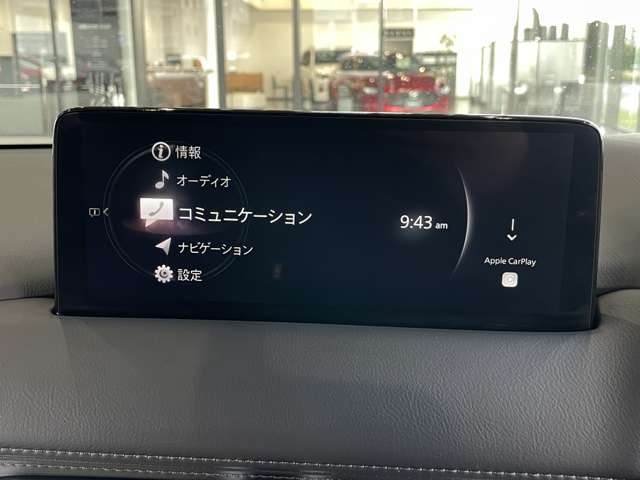 情報
オーディオ
コミュニケーション
ナビゲーション
設定
9:43 am
Apple CarPlay